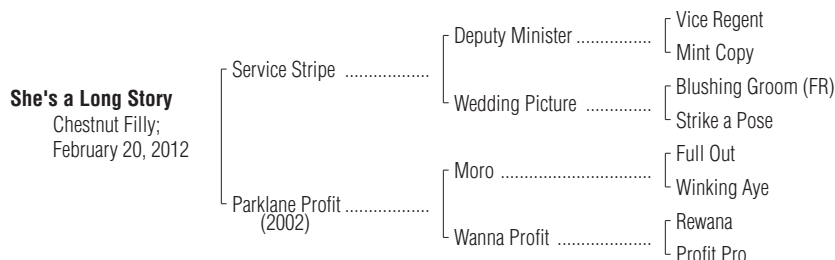 She's a Long Story
Chestnut Filly;
February 20, 2012
Service Stripe ..................
Parklane Profit ..................
(2002)
Deputy Minister ................
Wedding Picture ..............
Moro ................................
Wanna Profit ....................
Vice Regent
Mint Copy
Blushing Groom (FR)
Strike a Pose
Full Out
Winking Aye
Rewana
Profit Pro